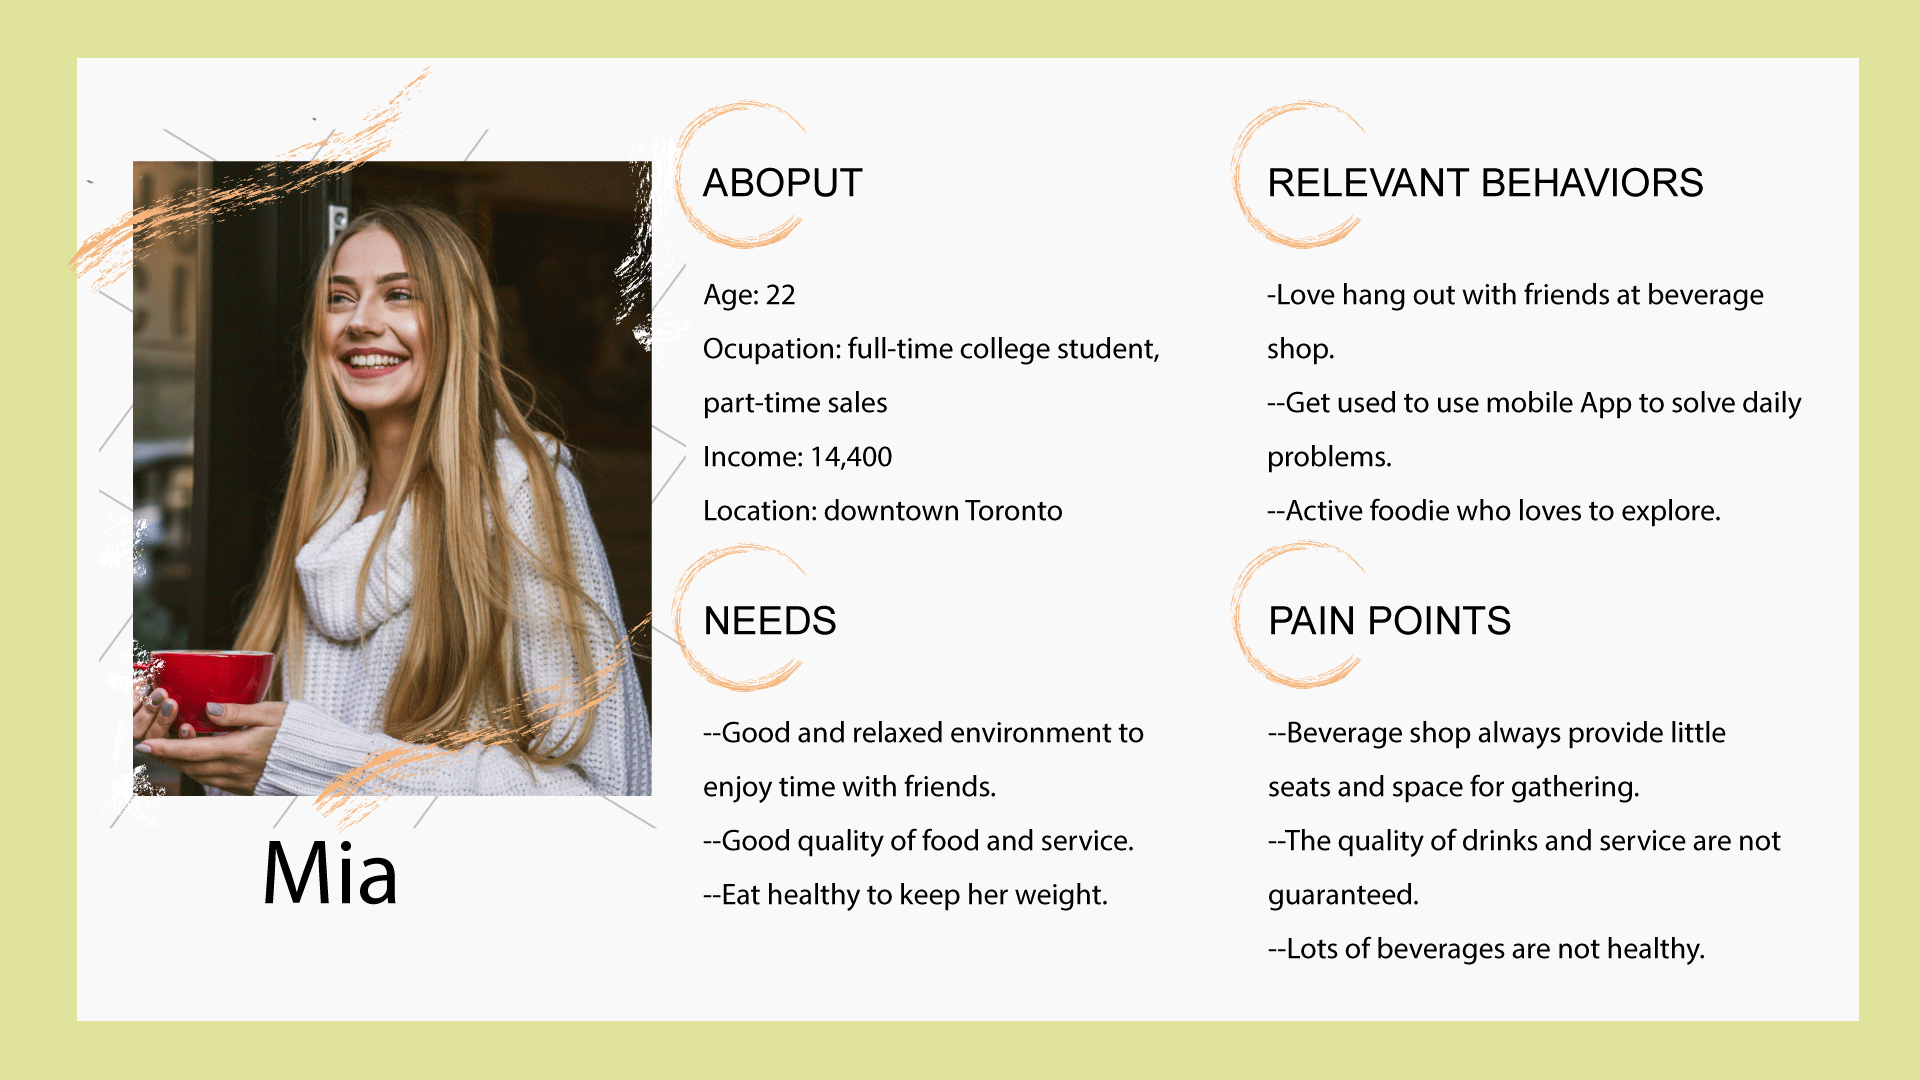 Mia
ABOPUT
Age: 22
Ocupation: full-time college student,
part-time sales
Income: 14,400
Location: downtown Toronto
RELEVANT BEHAVIORS
-Love hang out with friends at beverage
shop.
--Get used to use mobile App to solve daily
problems.
--Active foodie who loves to explore.
NEEDS
--Good and relaxed environment to
enjoy time with friends.
--Good quality of food and service.
--Eat healthy to keep her weight.
PAIN POINTS
--Beverage shop always provide little
seats and space for gathering.
--The quality of drinks and service are not
guaranteed.
--Lots of beverages are not healthy.